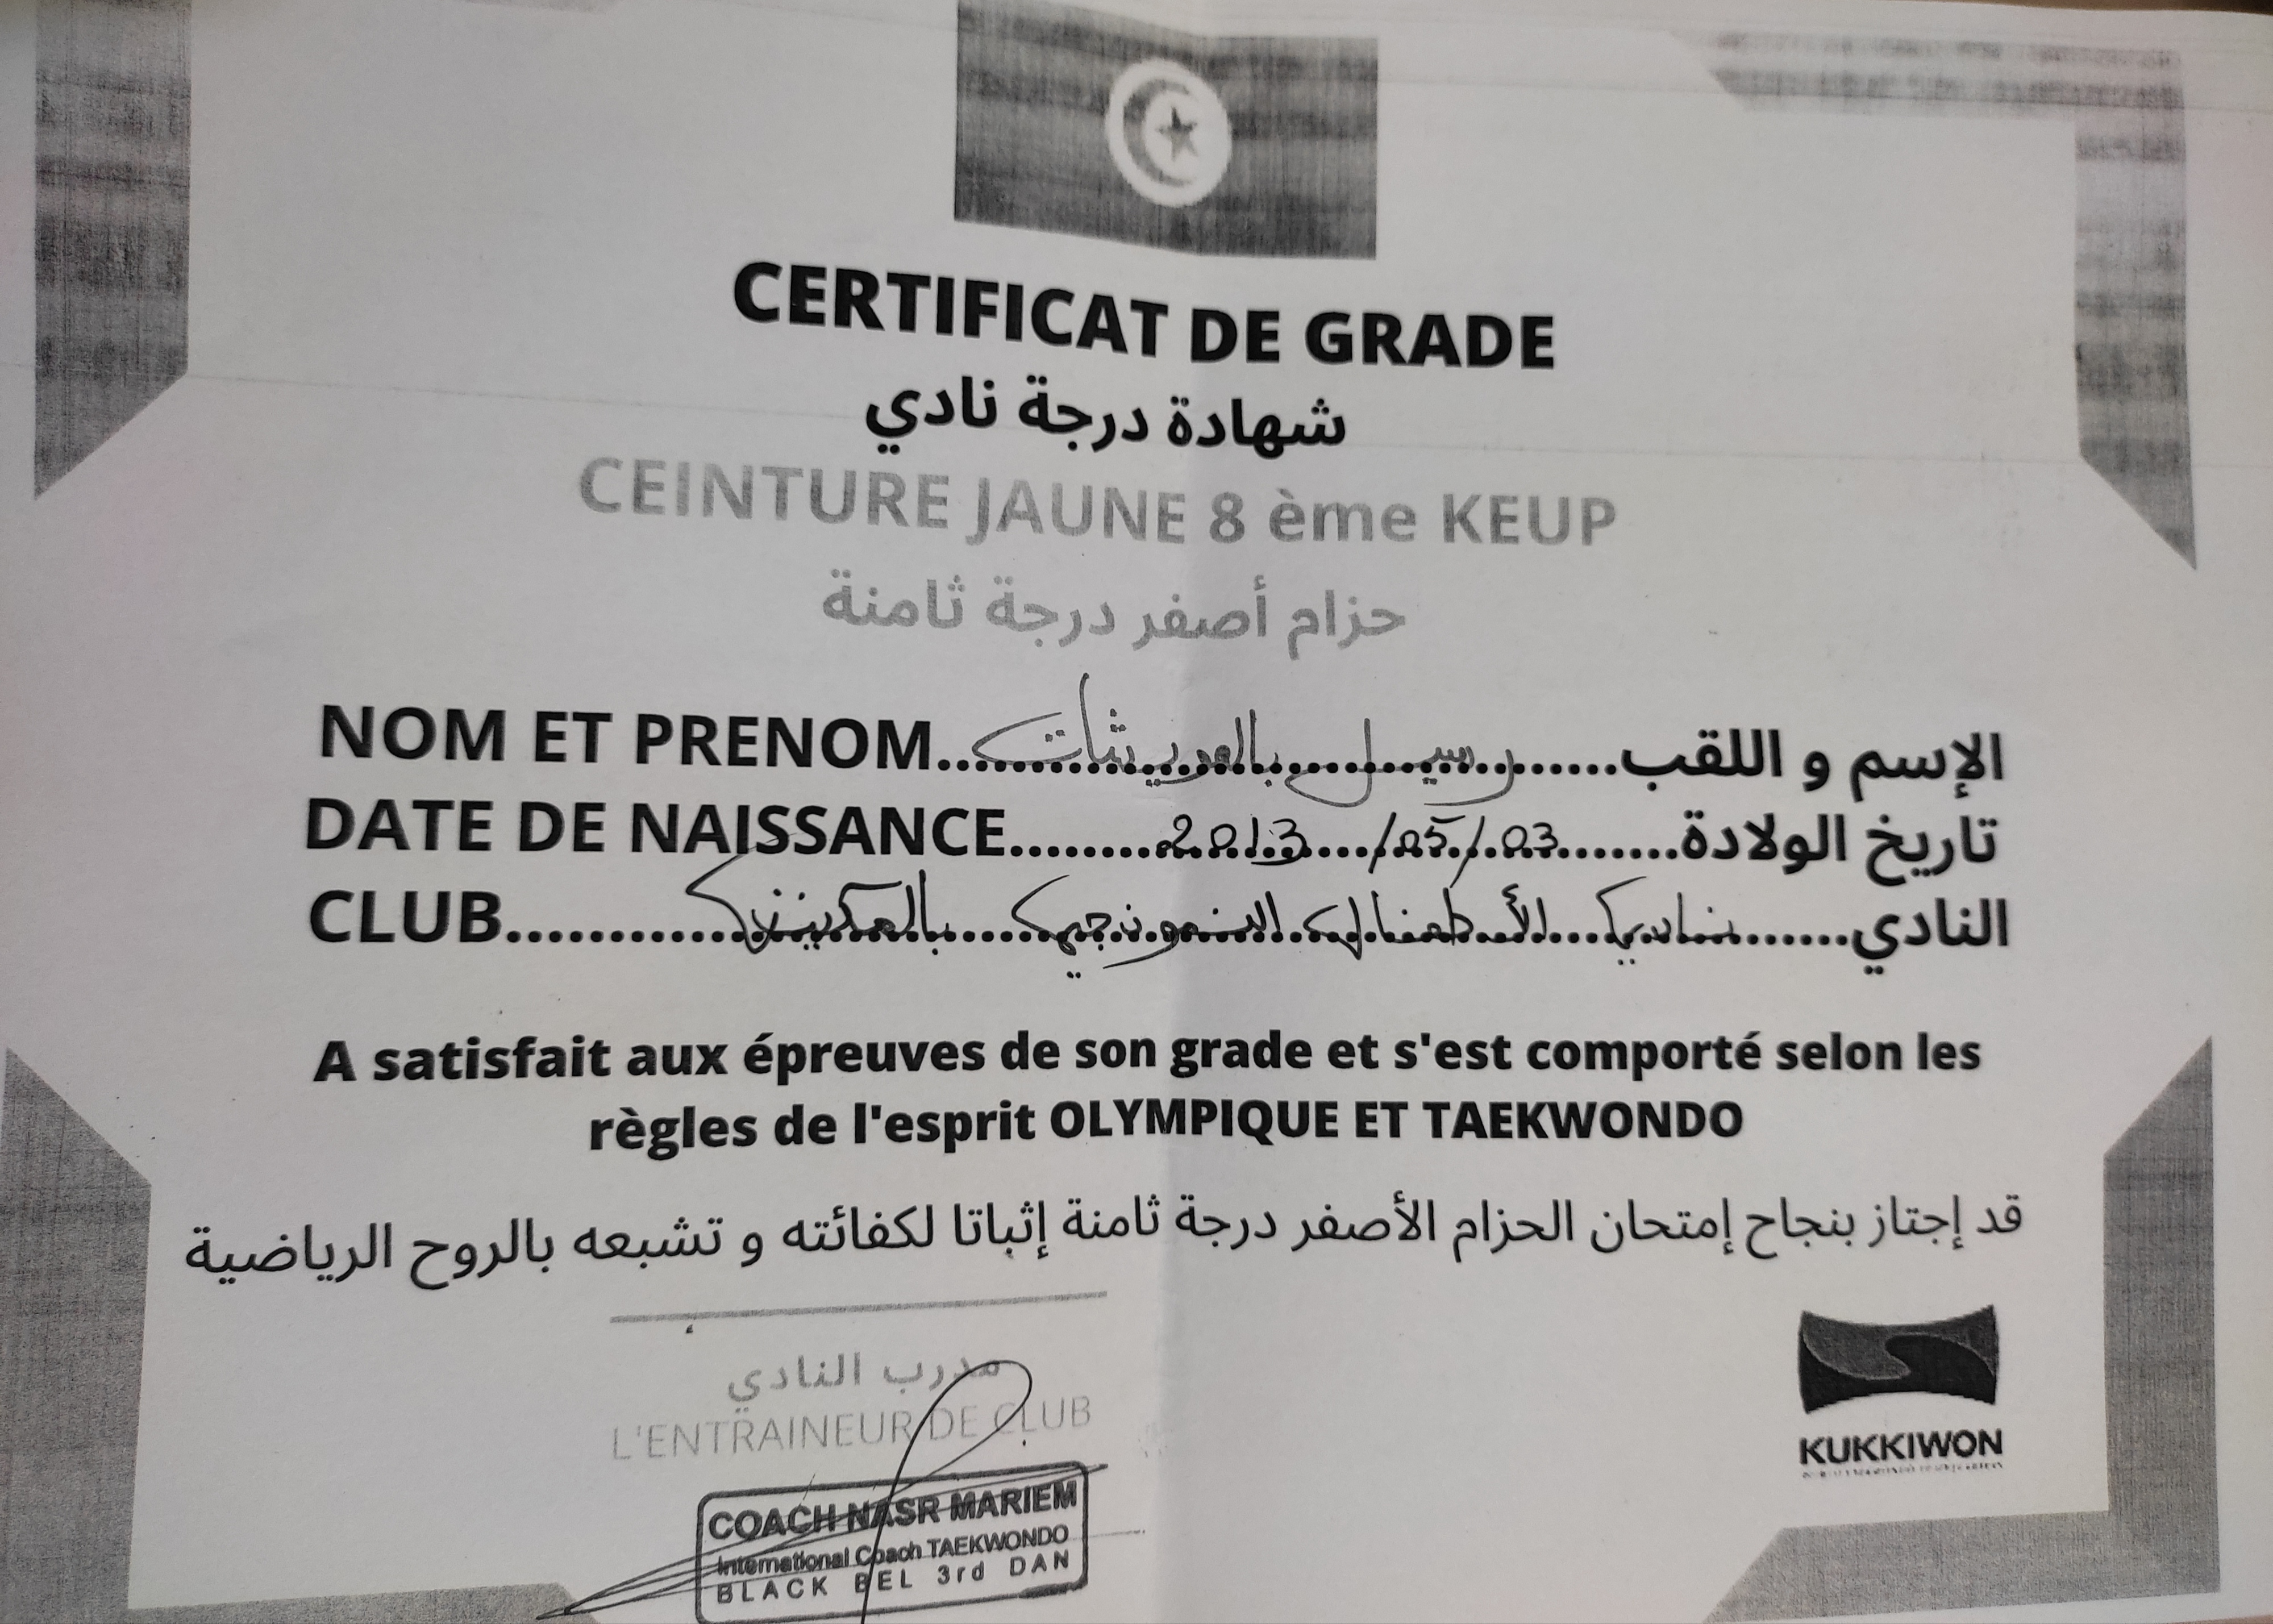 CERTIFICAT DE GRADE
شهادة درجة نادي
CEINTURE JAUNE 8 ème KEUP
حزام أصفر درجة ثامنة
NOM ET PRENOM.......... رسيل ..........الإسم و اللقب
DATE DE NAISSANCE..........2013/05/03..........تاريخ الولادة
CLUB..........نادي الأطفال النموذجي..........النادي
A satisfait aux épreuves de son grade et s'est comporté selon les
règles de l'esprit OLYMPIQUE ET TAEKWONDO
قد إجتاز بنجاح إمتحان الحزام الأصفر درجة ثامنة إثباتا لكفائته و تشبعه بالروح الرياضية
مدرب النادي
L'ENTRAINEUR DE CLUB
COACH NASR MARIEM
International Coach TAEKWONDO
BLACK BEL 3rd DAN
KUKKIWON